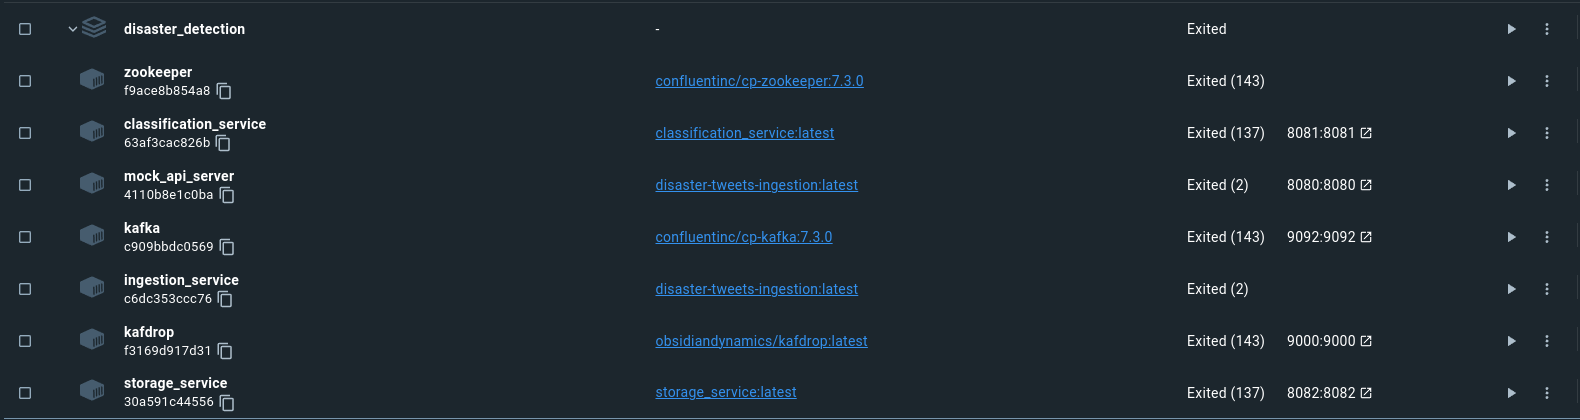 disaster_detection - Exited
zookeeper
f9ace8b854a8 confluentinc/cp-zookeeper:7.3.0 Exited (143)
classification_service
63af3cac826b classification_service:latest Exited (137) 8081:8081
mock_api_server
4110b8e1c0ba disaster-tweets-ingestion:latest Exited (2) 8080:8080
kafka
c909bbdc0569 confluentinc/cp-kafka:7.3.0 Exited (143) 9092:9092
ingestion_service
c6dc353ccc76 disaster-tweets-ingestion:latest Exited (2)
kafdrop
f3169d917d31 obsidiandynamics/kafdrop:latest Exited (143) 9000:9000
storage_service
30a591c44556 storage_service:latest Exited (137) 8082:8082